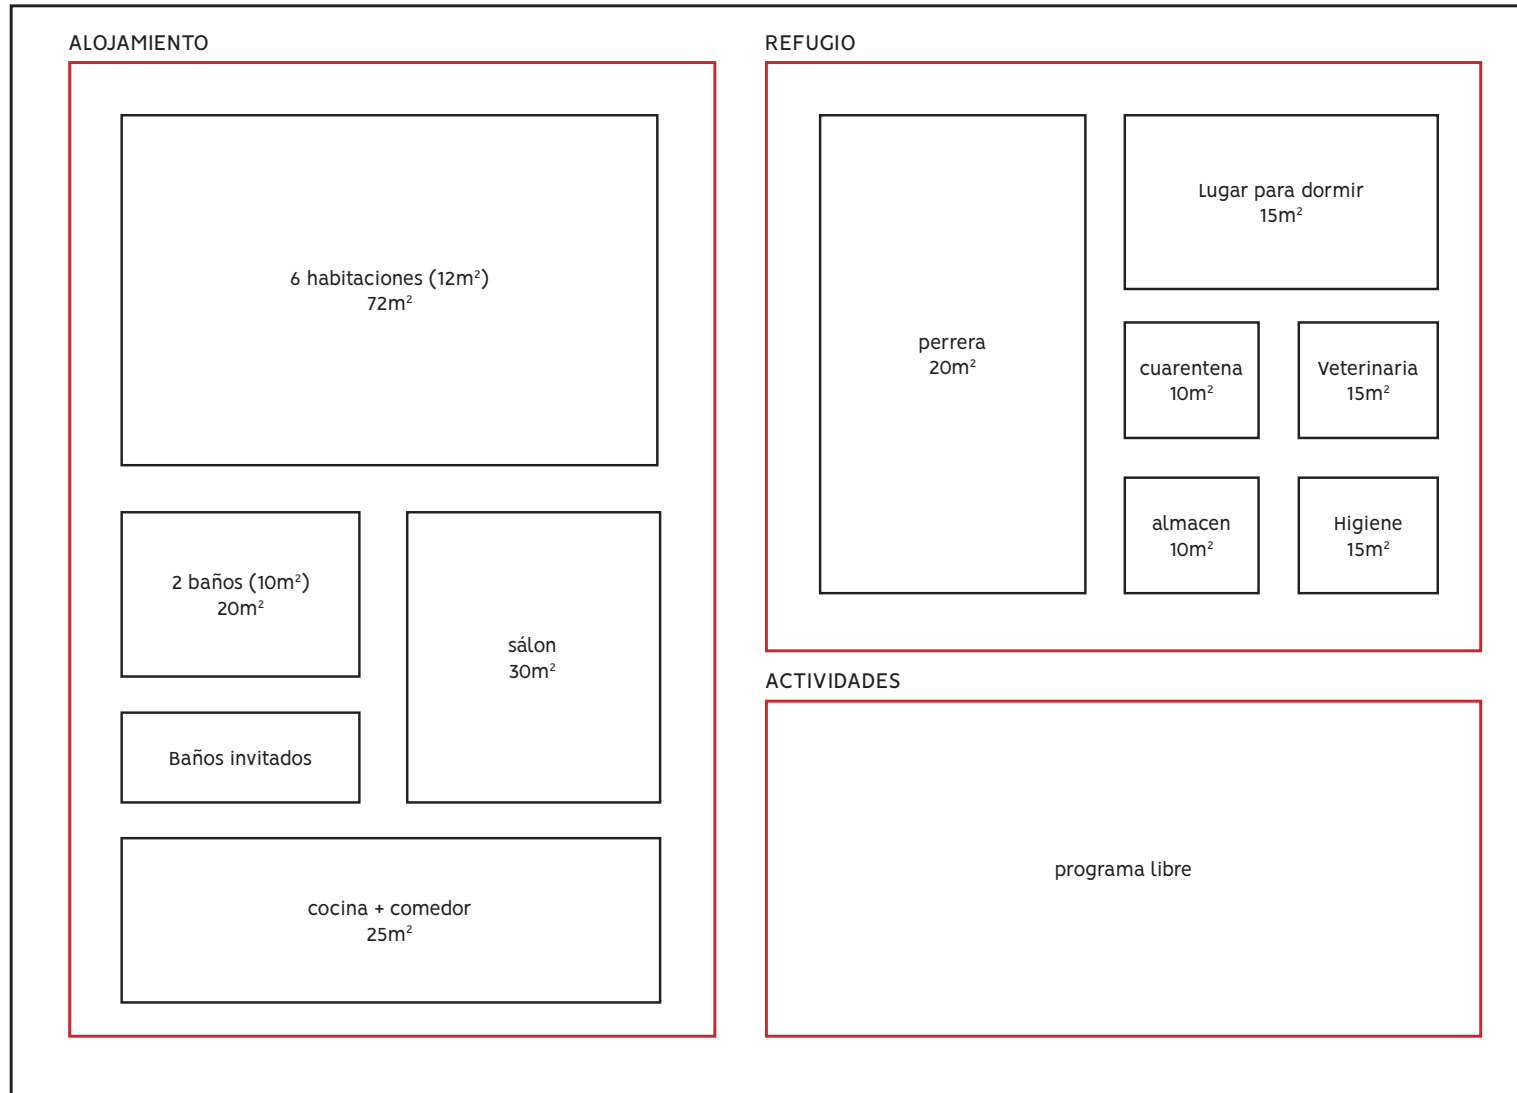 ALOJAMIENTO
6 habitaciones (12m²)
72m²
2 baños (10m²)
20m²
sálon
30m²
Baños invitados
cocina + comedor
25m²
REFUGIO
perrera
20m²
Lugar para dormir
15m²
cuarentena
10m²
Veterinaria
15m²
almacen
10m²
Higiene
15m²
ACTIVIDADES
programa libre